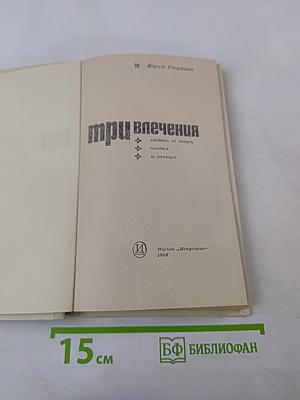 Юрий Рюриков
три влечения
любовь, ее вчера,
сегодня
и завтра
И
Москва „Искусство"
1968
15 см
БФ БИБЛИОФАН